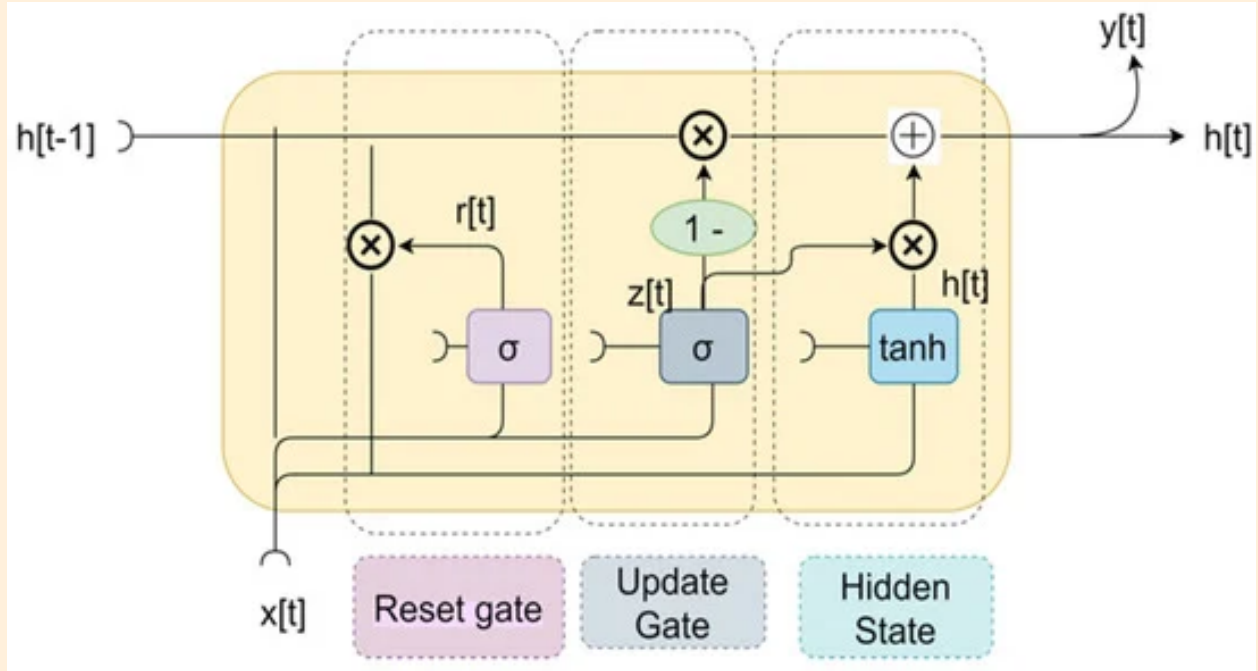 y[t]
h[t-1]
h[t]
r[t]
1 -
z[t]
h[t]
σ
σ
tanh
x[t]
Reset gate
Update
Gate
Hidden
State